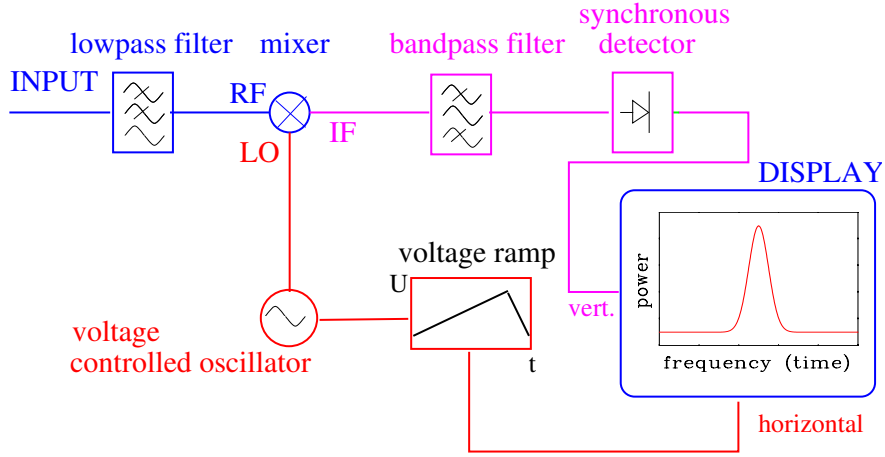 synchronous
lowpass filter
mixer
bandpass filter
detector
INPUT
RF
IF
LO
DISPLAY
voltage ramp
U
power
vert.
voltage
controlled oscillator
t
frequency (time)
horizontal